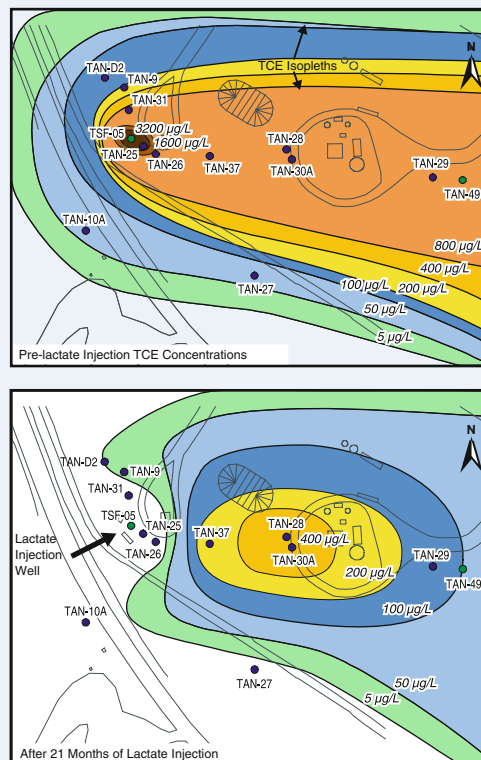 N
TCE Isopleths
TAN-D2
TAN-9
TAN-31
TSF-05
3200 µg/L
1600 µg/L
TAN-25
TAN-26
TAN-37
TAN-28
TAN-30A
TAN-29
TAN-49
TAN-10A
TAN-27
800 µg/L
400 µg/L
200 µg/L
100 µg/L
50 µg/L
5 µg/L
Pre-lactate Injection TCE Concentrations
N
TAN-D2
TAN-9
TAN-31
TSF-05
TAN-25
TAN-26
Lactate
Injection
Well
TAN-37
TAN-28
400 µg/L
TAN-30A
200 µg/L
TAN-29
TAN-49
100 µg/L
TAN-10A
TAN-27
50 µg/L
5 µg/L
After 21 Months of Lactate Injection